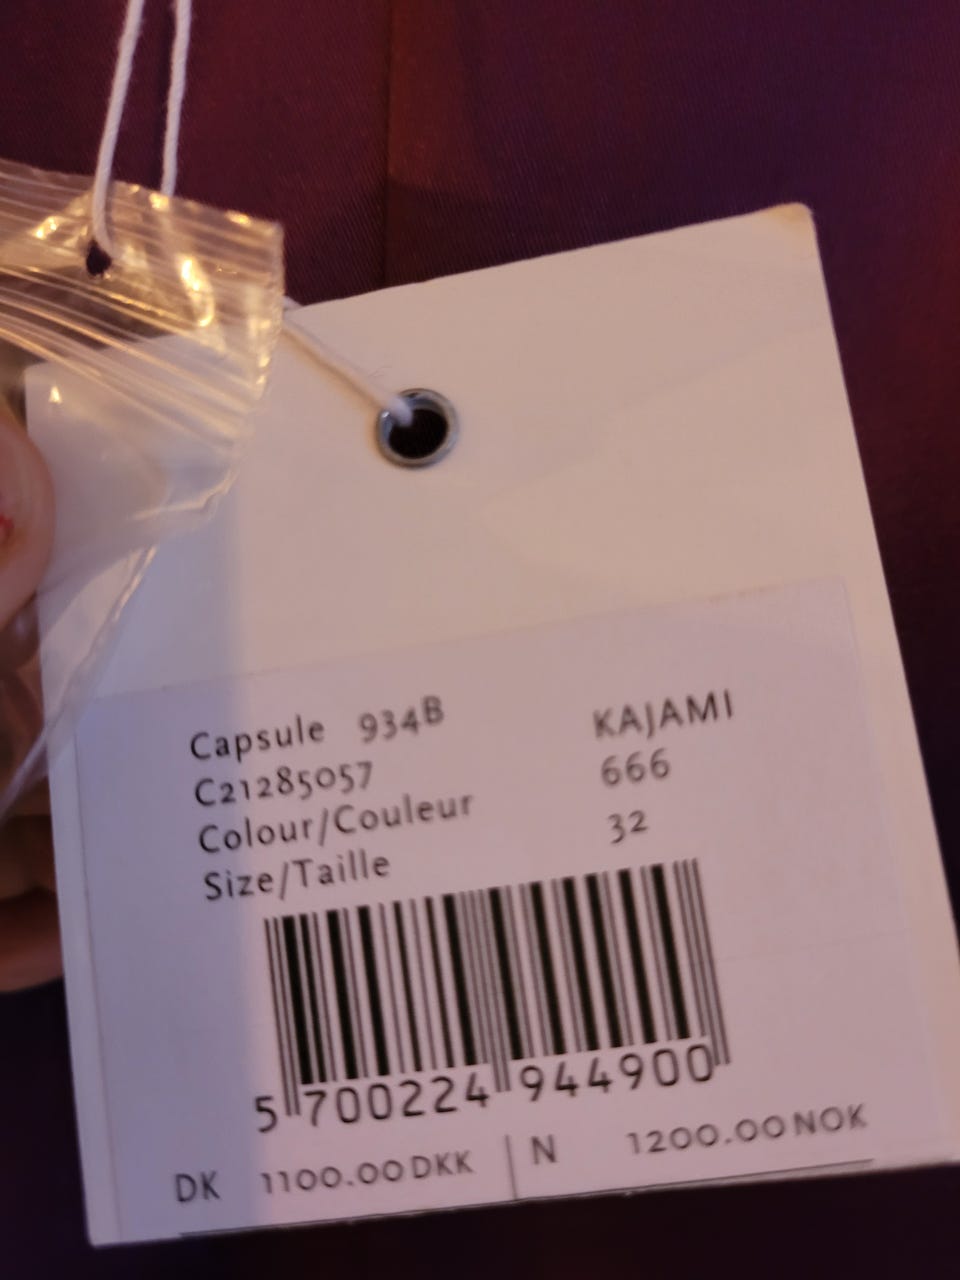 Capsule 934B KAJAMI
C21285057 666
Colour/Couleur 32
Size/Taille
5 700224 944900
DK 1100.00 DKK | N 1200.00 NOK